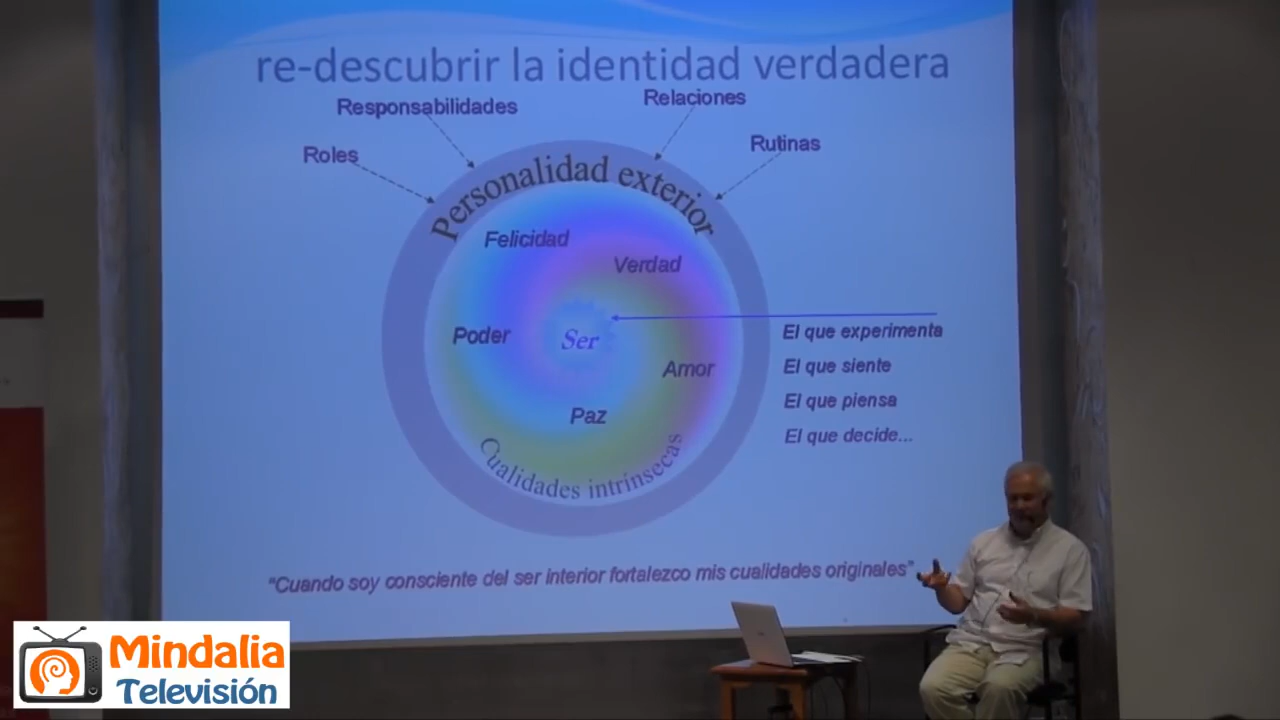 re-descubrir la identidad verdadera
Responsabilidades
Relaciones
Roles
Rutinas
Personalidad exterior
Felicidad
Verdad
Poder
Ser
Amor
Paz
Cualidades intrínsecas
El que experimenta
El que siente
El que piensa
El que decide...
“Cuando soy consciente del ser interior fortalezco mis cualidades originales”
Mindalia
Televisión